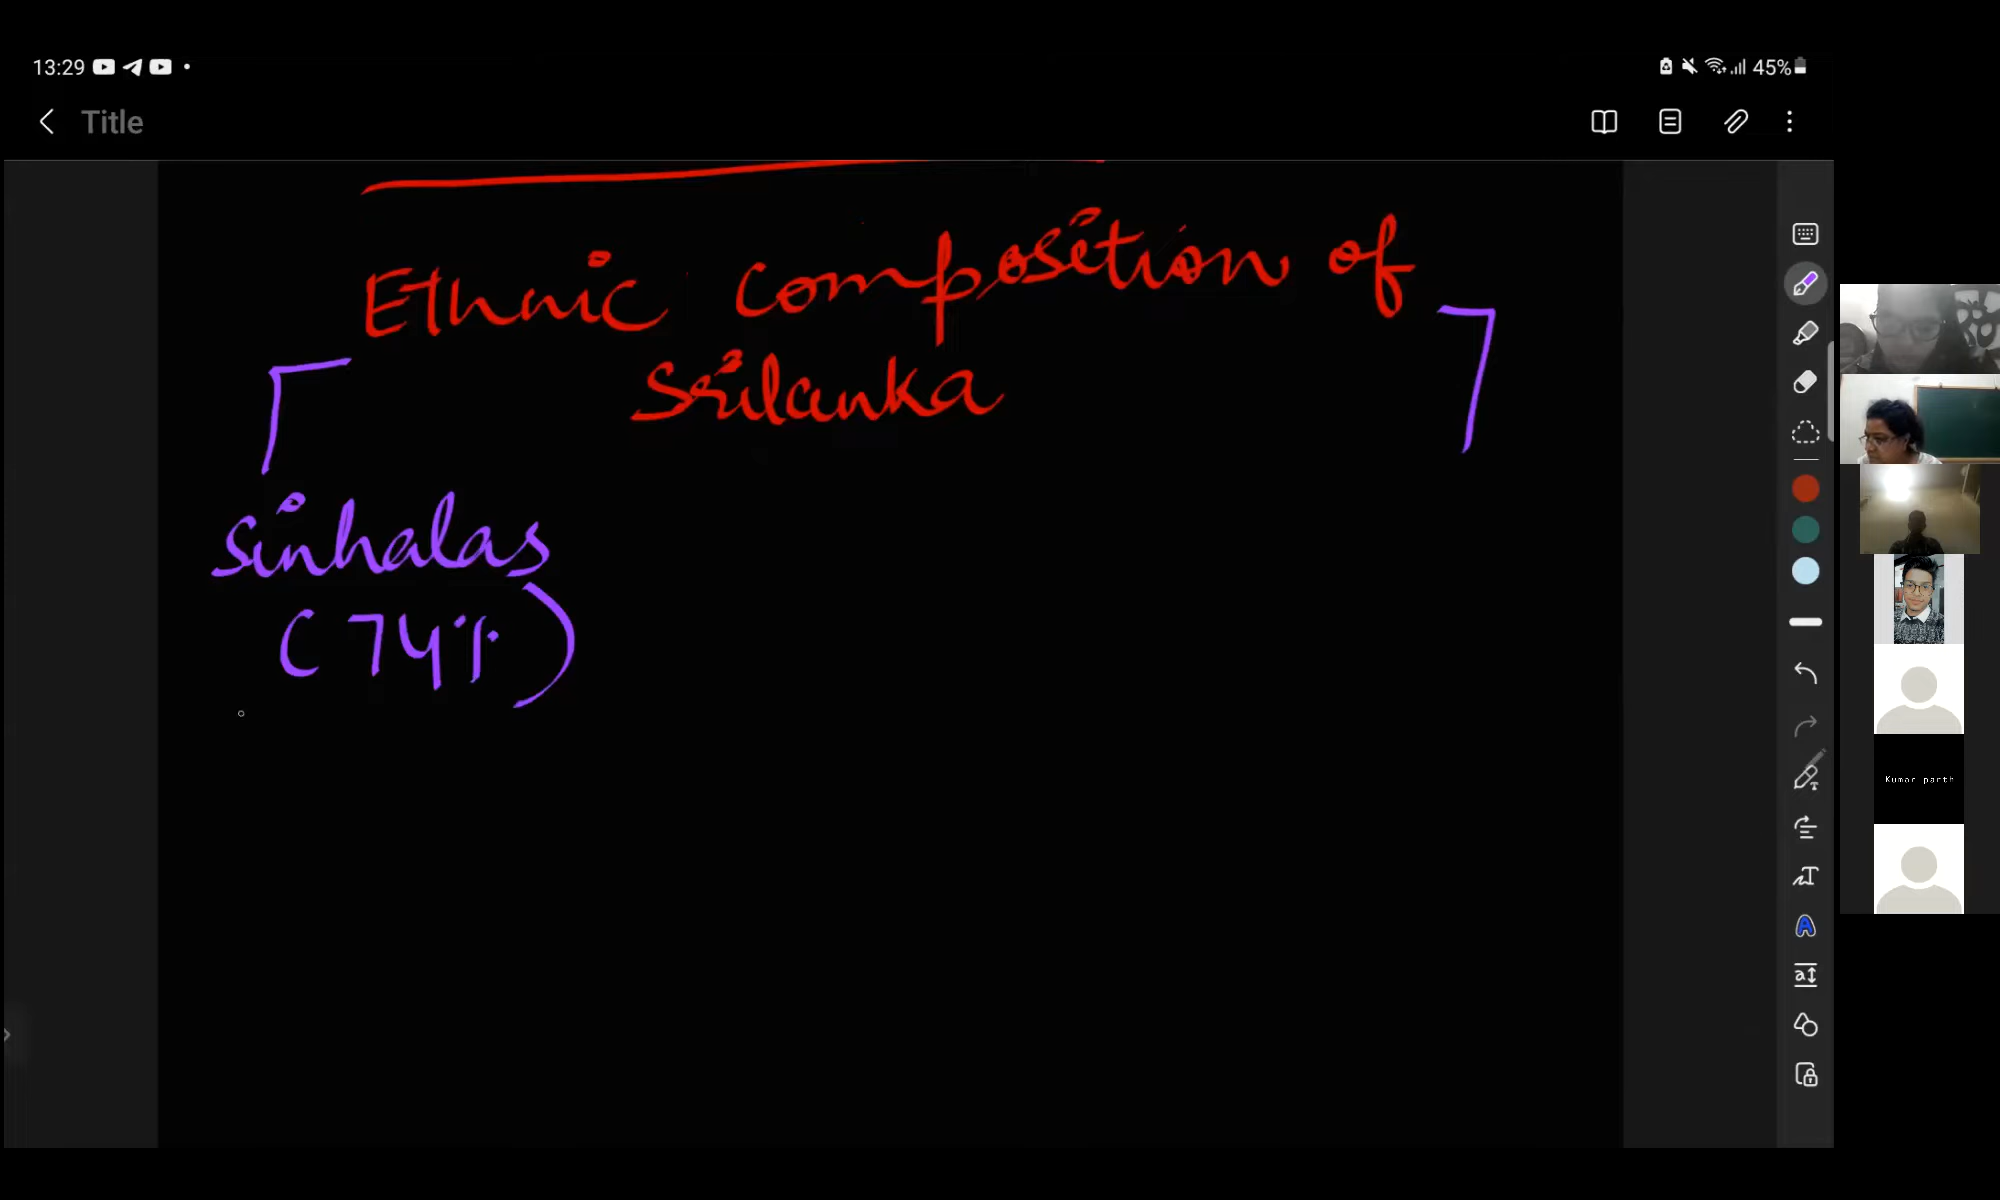 13:29
45%
Title
Ethnic composition of
Srilanka
Sinhalas
(74%)
Kumar parth